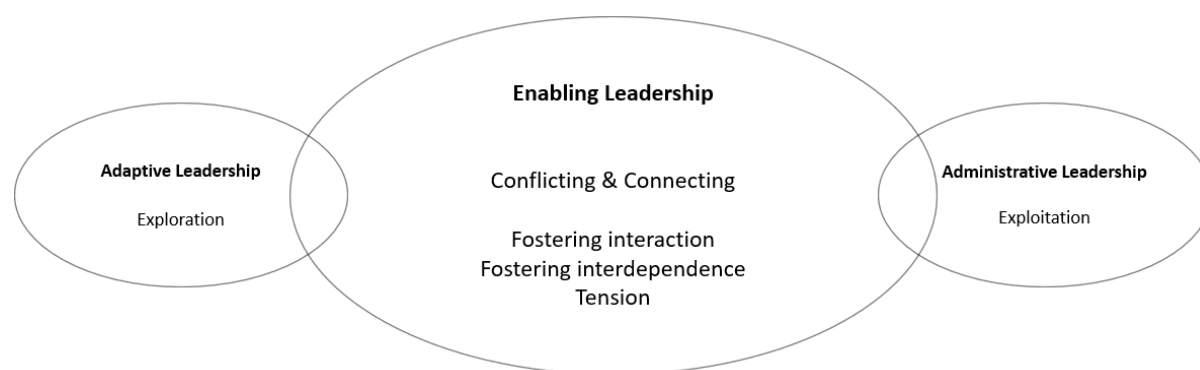 Enabling Leadership
Adaptive Leadership
Exploration
Conflicting & Connecting
Fostering interaction
Fostering interdependence
Tension
Administrative Leadership
Exploitation